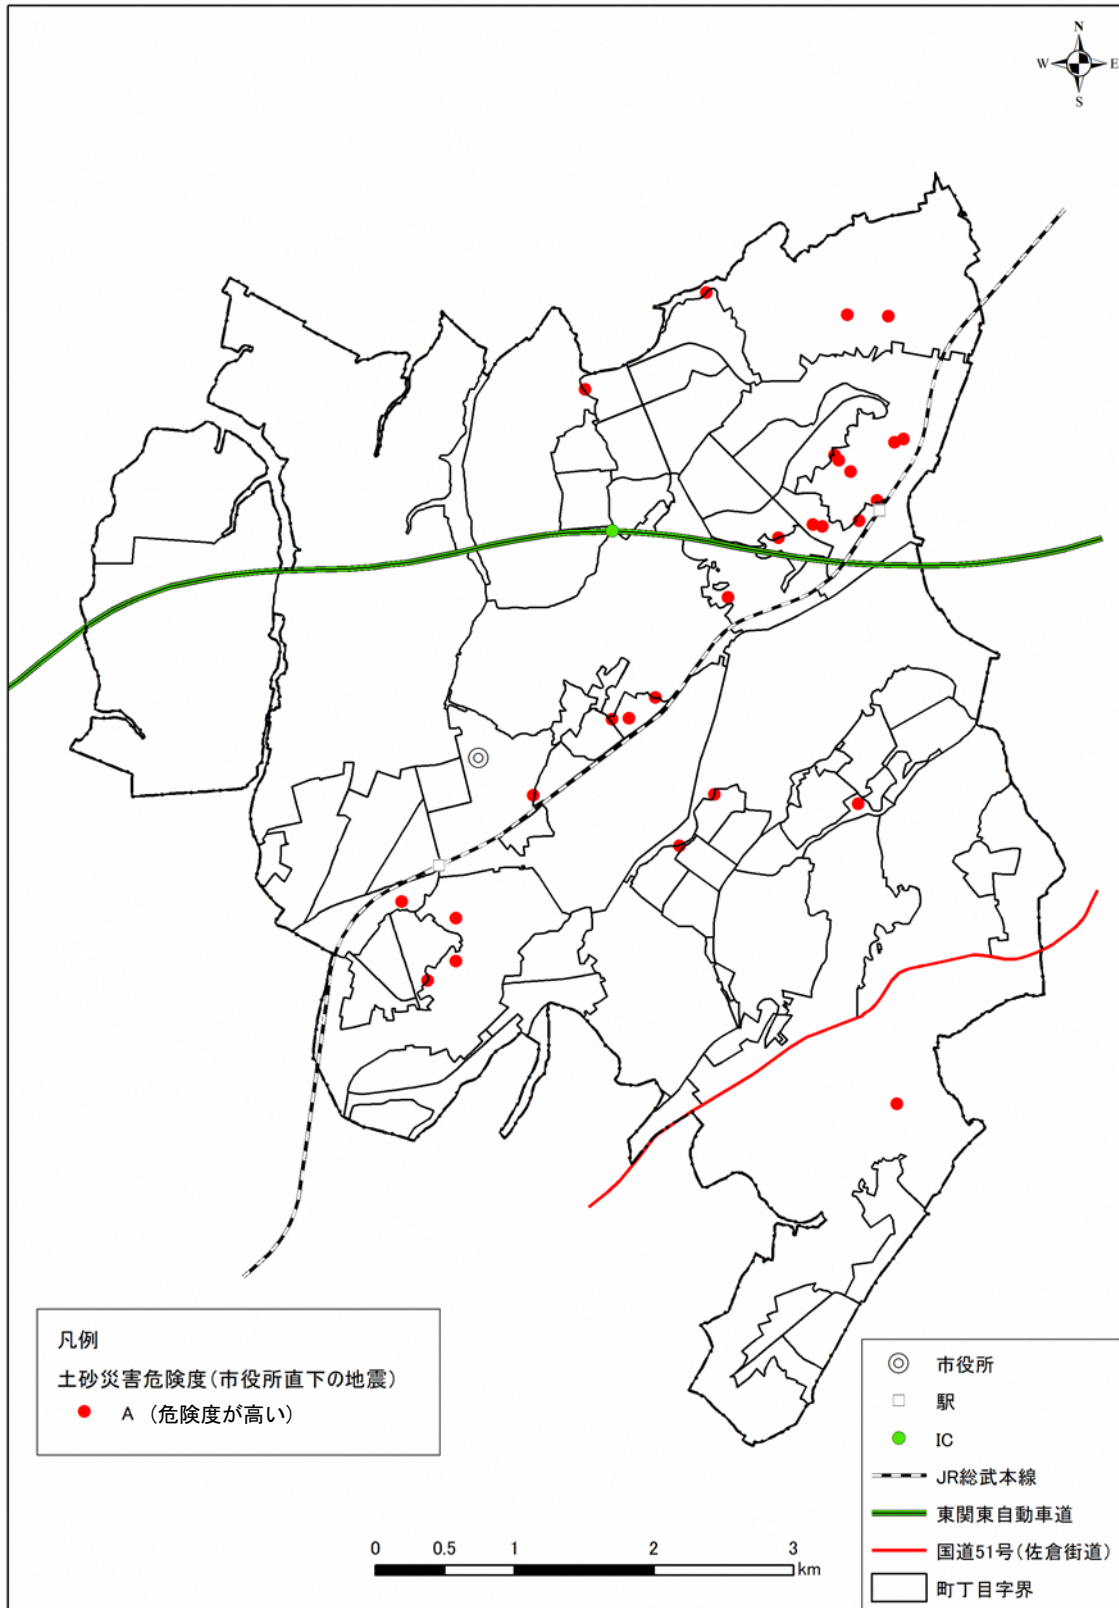 N
W E
S
凡例
土砂災害危険度(市役所直下の地震)
A (危険度が高い)
市役所
駅
IC
JR総武本線
東関東自動車道
国道51号(佐倉街道)
町丁目字界
0 0.5 1 2 3
km